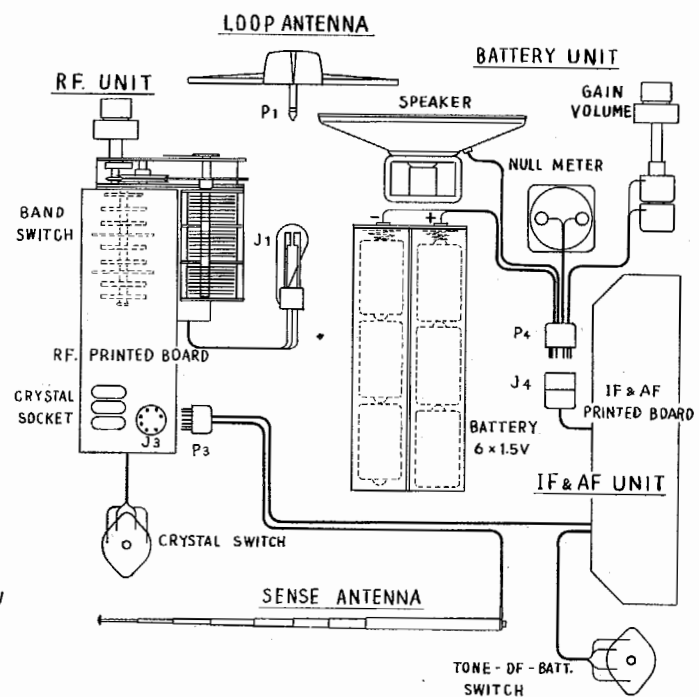 LOOP ANTENNA
BATTERY UNIT
RF. UNIT
P1
SPEAKER
GAIN
VOLUME
NULL METER
BAND
SWITCH
J1
- +
P4
RF. PRINTED BOARD
J4
IF & AF
PRINTED BOARD
CRYSTAL
SOCKET
J3
P3
BATTERY
6 × 1.5V
IF & AF UNIT
CRYSTAL SWITCH
SENSE ANTENNA
TONE-DF-BATT.
SWITCH